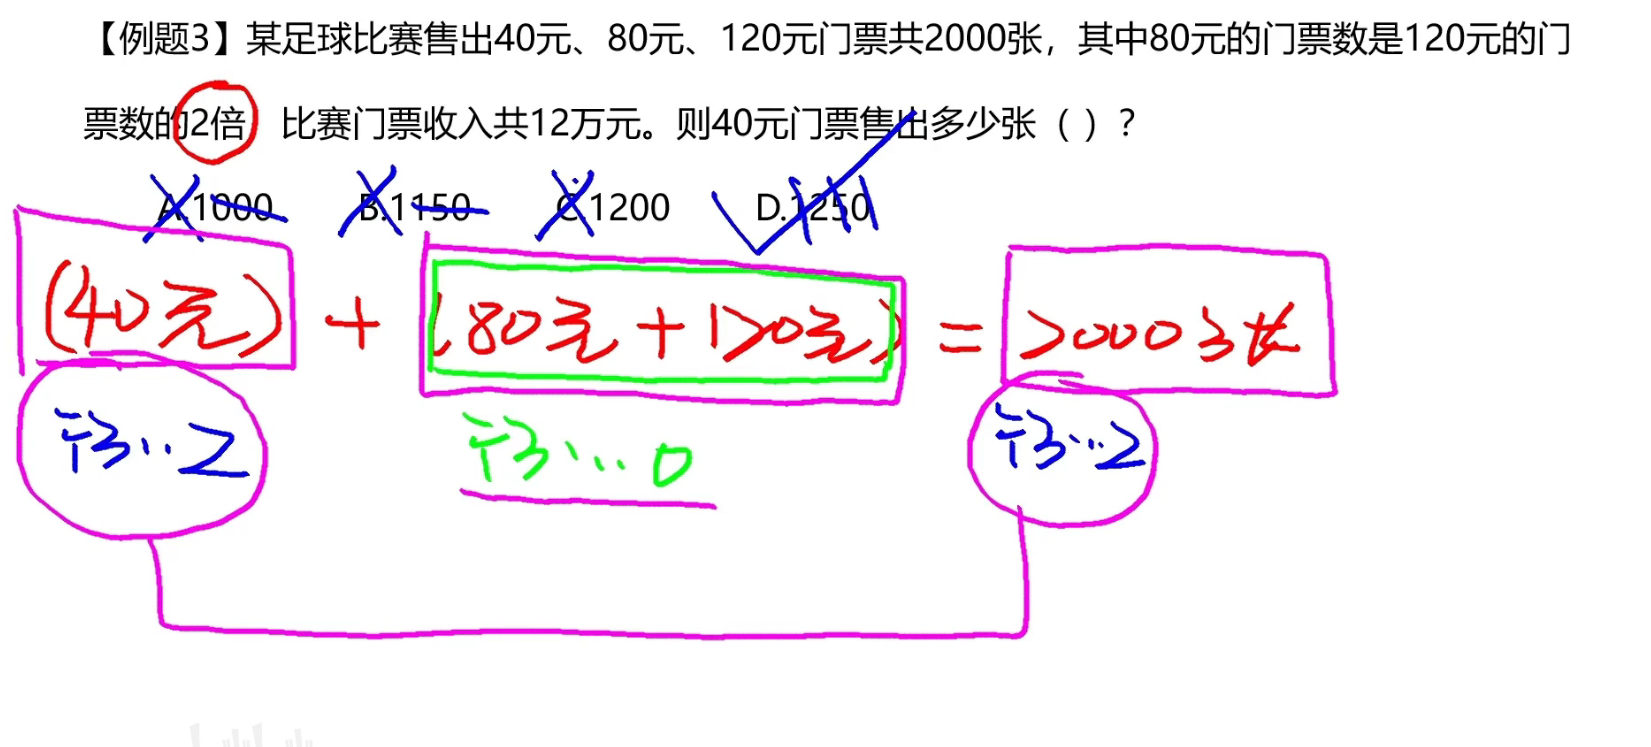 【例题3】某足球比赛售出40元、80元、120元门票共2000张，其中80元的门票数是120元的门
票数的2倍 比赛门票收入共12万元。则40元门票售出多少张（ ）？
A.1000 B.1150 C.1200 D.1250
(40元) + (80元+120元) = 2000张
÷3…2 ÷3…0 ÷3…2